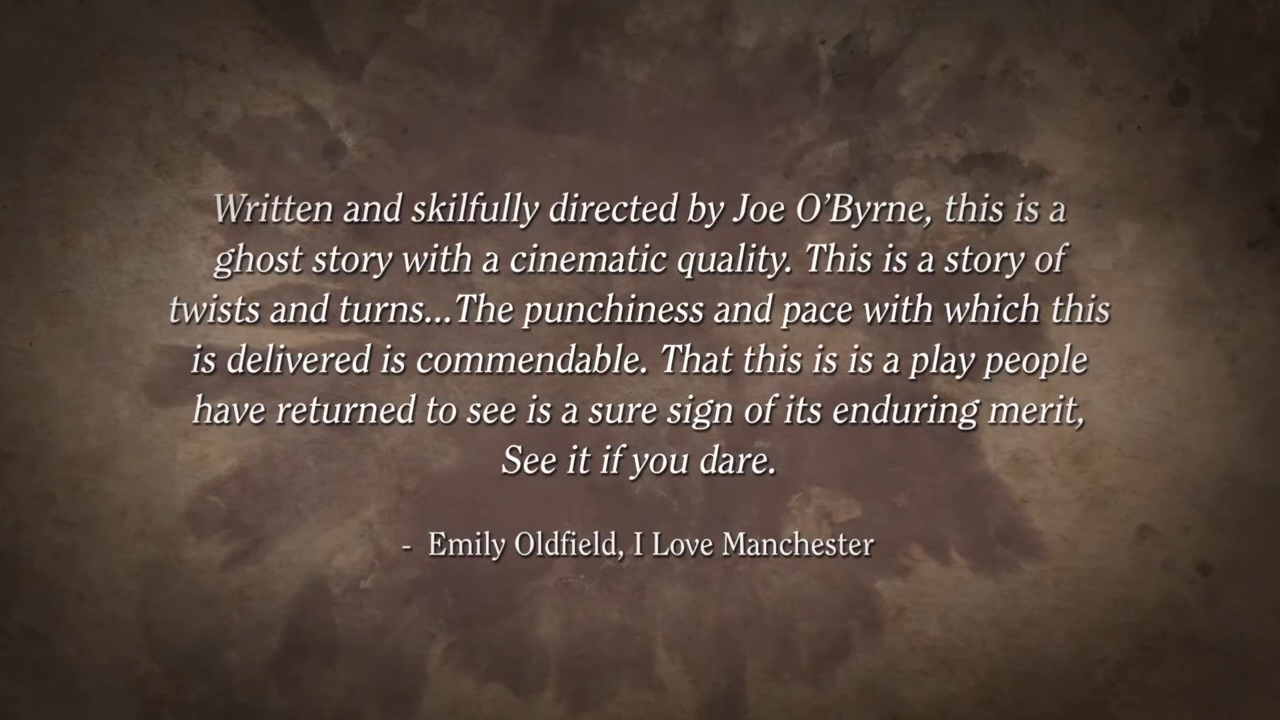 Written and skilfully directed by Joe O’Byrne, this is a
ghost story with a cinematic quality. This is a story of
twists and turns...The punchiness and pace with which this
is delivered is commendable. That this is is a play people
have returned to see is a sure sign of its enduring merit,
See it if you dare.
- Emily Oldfield, I Love Manchester